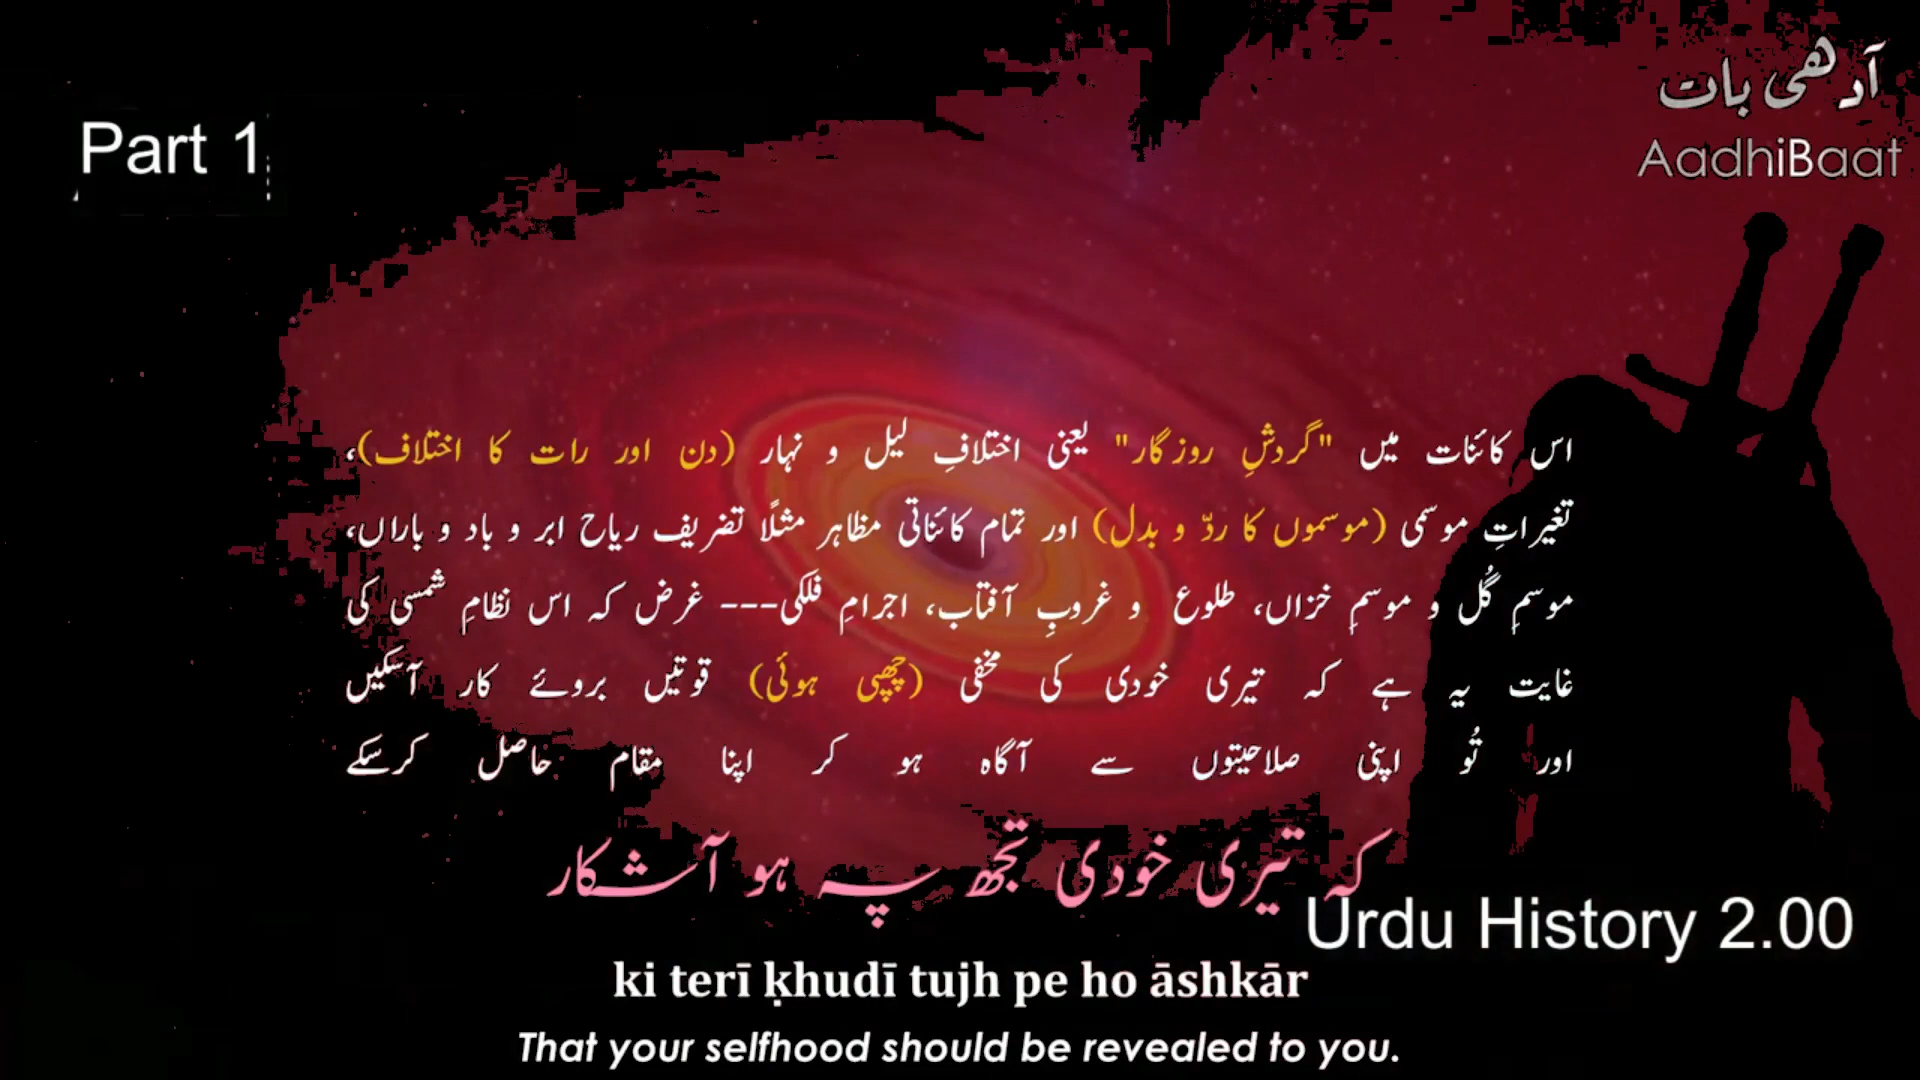 آدھی بات
AadhiBaat
Part 1
اس کائنات میں "گردشِ روزگار" یعنی اختلافِ لیل و نہار (دن اور رات کا اختلاف)،
تغیراتِ موسمی (موسموں کا ردّ و بدل) اور تمام کائناتی مظاہر مثلًا تضریف ریاح ابر و باد و باراں،
موسمِ گُل و موسمِ خزاں، طلوع و غروبِ آفتاب، اجرامِ فلکی--- غرض کہ اس نظامِ شمسی کی
غایت یہ ہے کہ تیری خودی کی مخفی (چھپی ہوئی) قوتیں بروئے کار آسکیں
اور تُو اپنی صلاحیتوں سے آگاہ ہو کر اپنا مقام حاصل کرسکے
کہ تیری خودی تجھ پہ ہو آشکار
Urdu History 2.00
ki terī ḳhudī tujh pe ho āshkār
That your selfhood should be revealed to you.